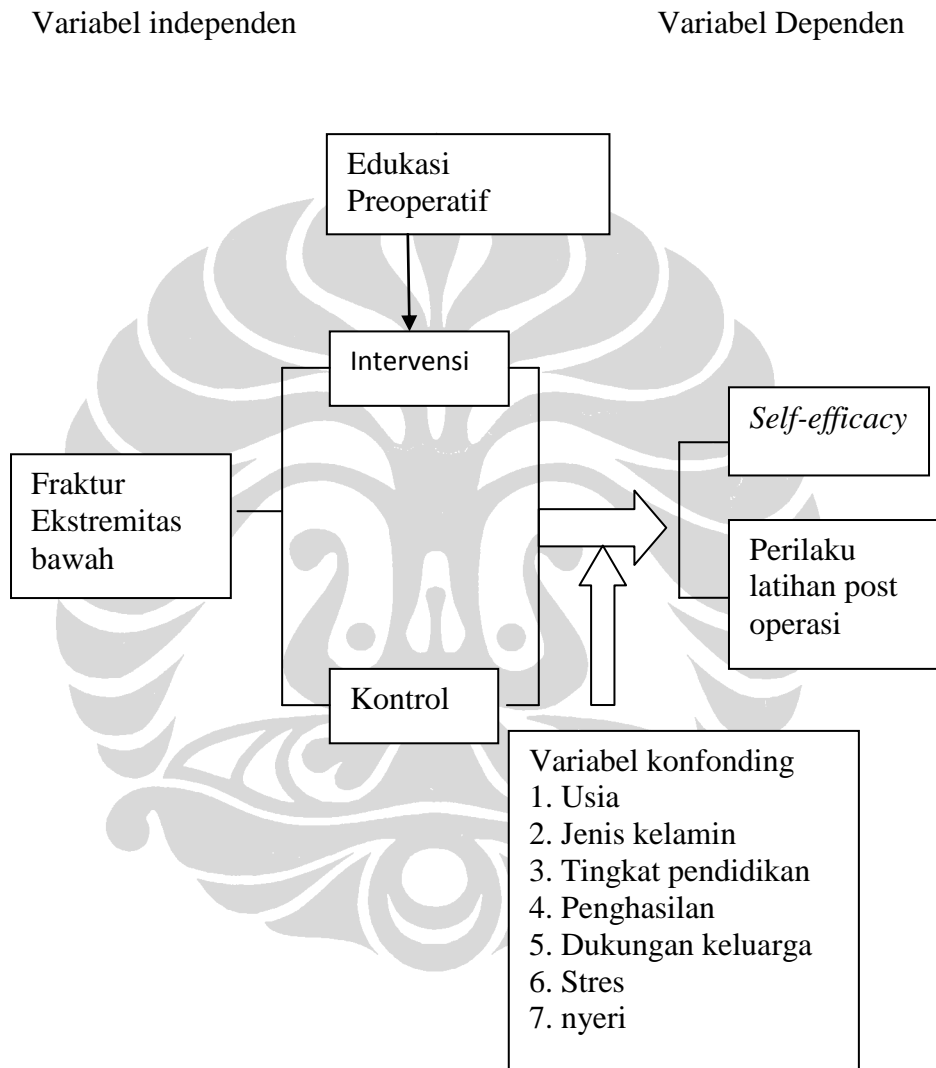 Variabel independen
Variabel Dependen
Edukasi
Preoperatif
Intervensi
Self-efficacy
Fraktur
Ekstremitas
bawah
Perilaku
latihan post
operasi
Kontrol
Variabel konfonding
1. Usia
2. Jenis kelamin
3. Tingkat pendidikan
4. Penghasilan
5. Dukungan keluarga
6. Stres
7. nyeri